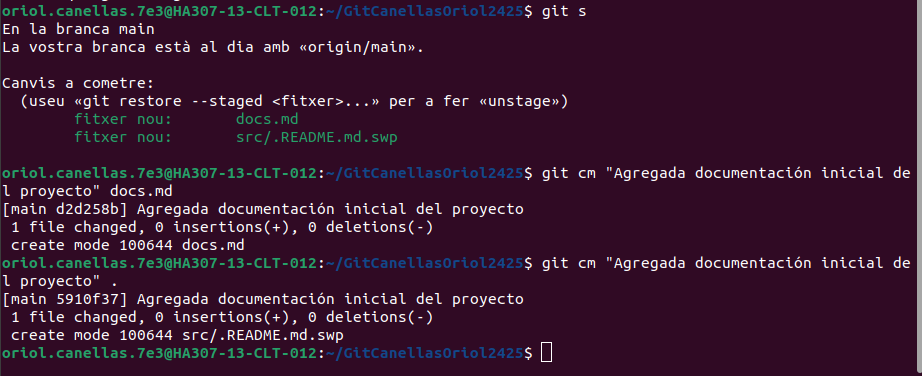 oriol.canellas.7e3@HA307-13-CLT-012:~/GitCanellasOriol2425$ git s
En la branca main
La vostra branca està al dia amb «origin/main».
Canvis a cometre:
  (useu «git restore --staged <fitxer>...» per a fer «unstage»)
        fitxer nou:       docs.md
        fitxer nou:       src/.README.md.swp
oriol.canellas.7e3@HA307-13-CLT-012:~/GitCanellasOriol2425$ git cm "Agregada documentación inicial de
l proyecto" docs.md
[main d2d258b] Agregada documentación inicial del proyecto
 1 file changed, 0 insertions(+), 0 deletions(-)
 create mode 100644 docs.md
oriol.canellas.7e3@HA307-13-CLT-012:~/GitCanellasOriol2425$ git cm "Agregada documentación inicial de
l proyecto" .
[main 5910f37] Agregada documentación inicial del proyecto
 1 file changed, 0 insertions(+), 0 deletions(-)
 create mode 100644 src/.README.md.swp
oriol.canellas.7e3@HA307-13-CLT-012:~/GitCanellasOriol2425$